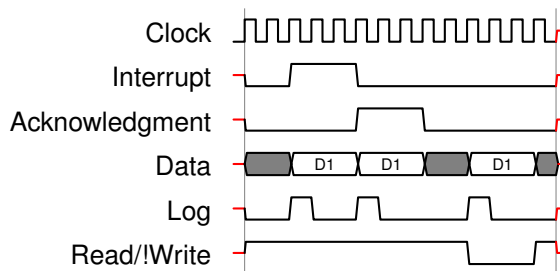 Clock
Interrupt
Acknowledgment
Data D1 D1 D1
Log
Read/!Write